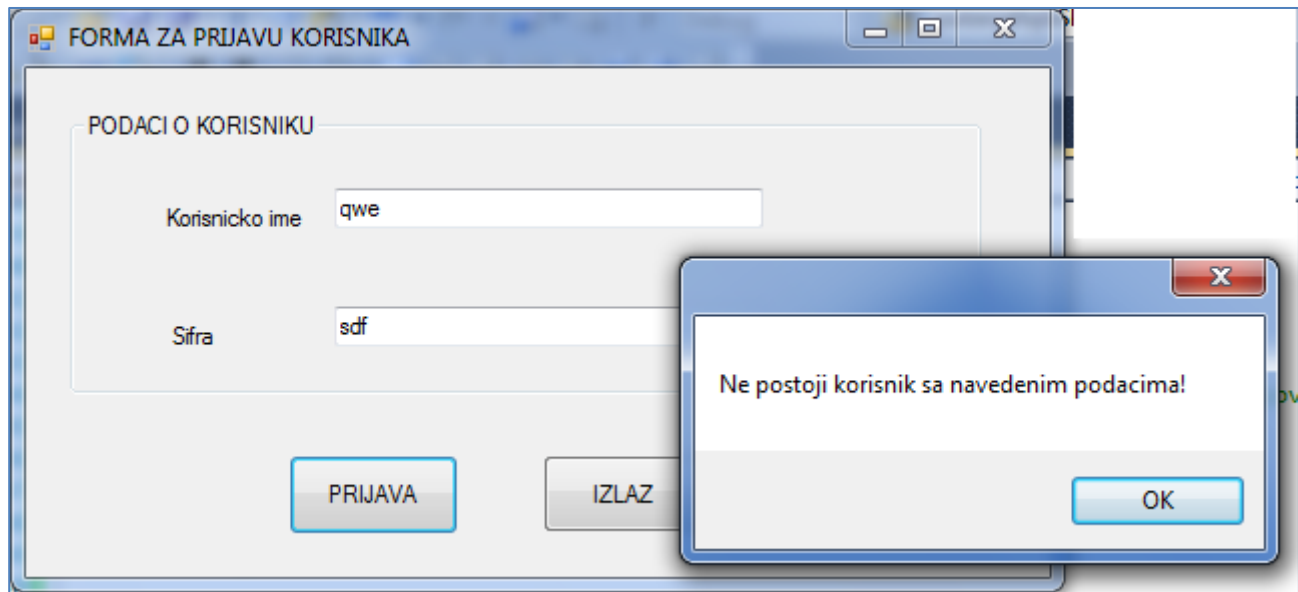 FORMA ZA PRIJAVU KORISNIKA
PODACI O KORISNIKU
Korisnicko ime
qwe
Sifra
sdf
Ne postoji korisnik sa navedenim podacima!
PRIJAVA
IZLAZ
OK